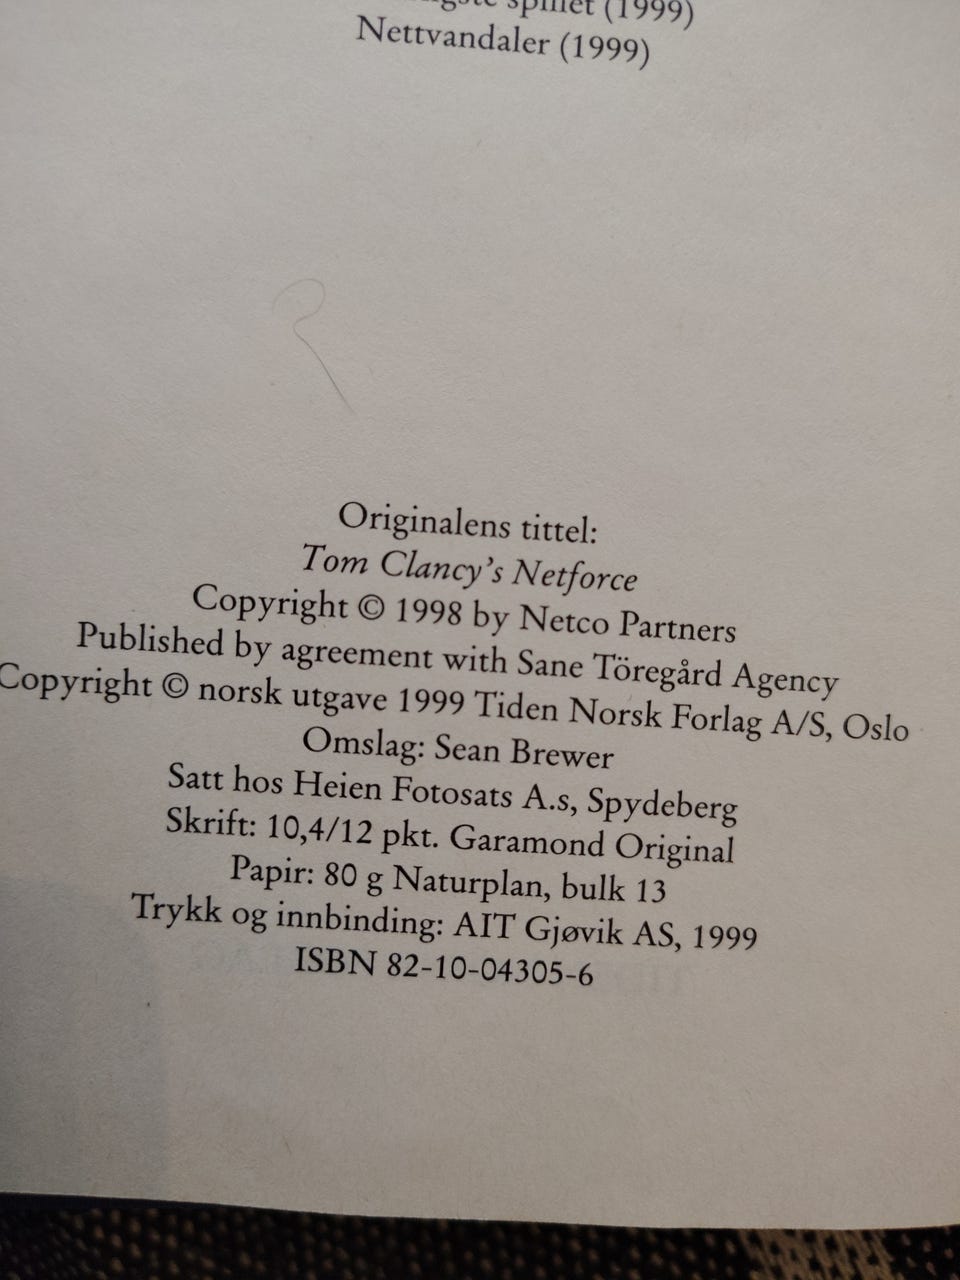 spillet (1999)
Nettvandaler (1999)
Originalens tittel:
Tom Clancy's Netforce
Copyright © 1998 by Netco Partners
Published by agreement with Sane Töregård Agency
Copyright © norsk utgave 1999 Tiden Norsk Forlag A/S, Oslo
Omslag: Sean Brewer
Satt hos Heien Fotosats A.s, Spydeberg
Skrift: 10,4/12 pkt. Garamond Original
Papir: 80 g Naturplan, bulk 13
Trykk og innbinding: AIT Gjøvik AS, 1999
ISBN 82-10-04305-6